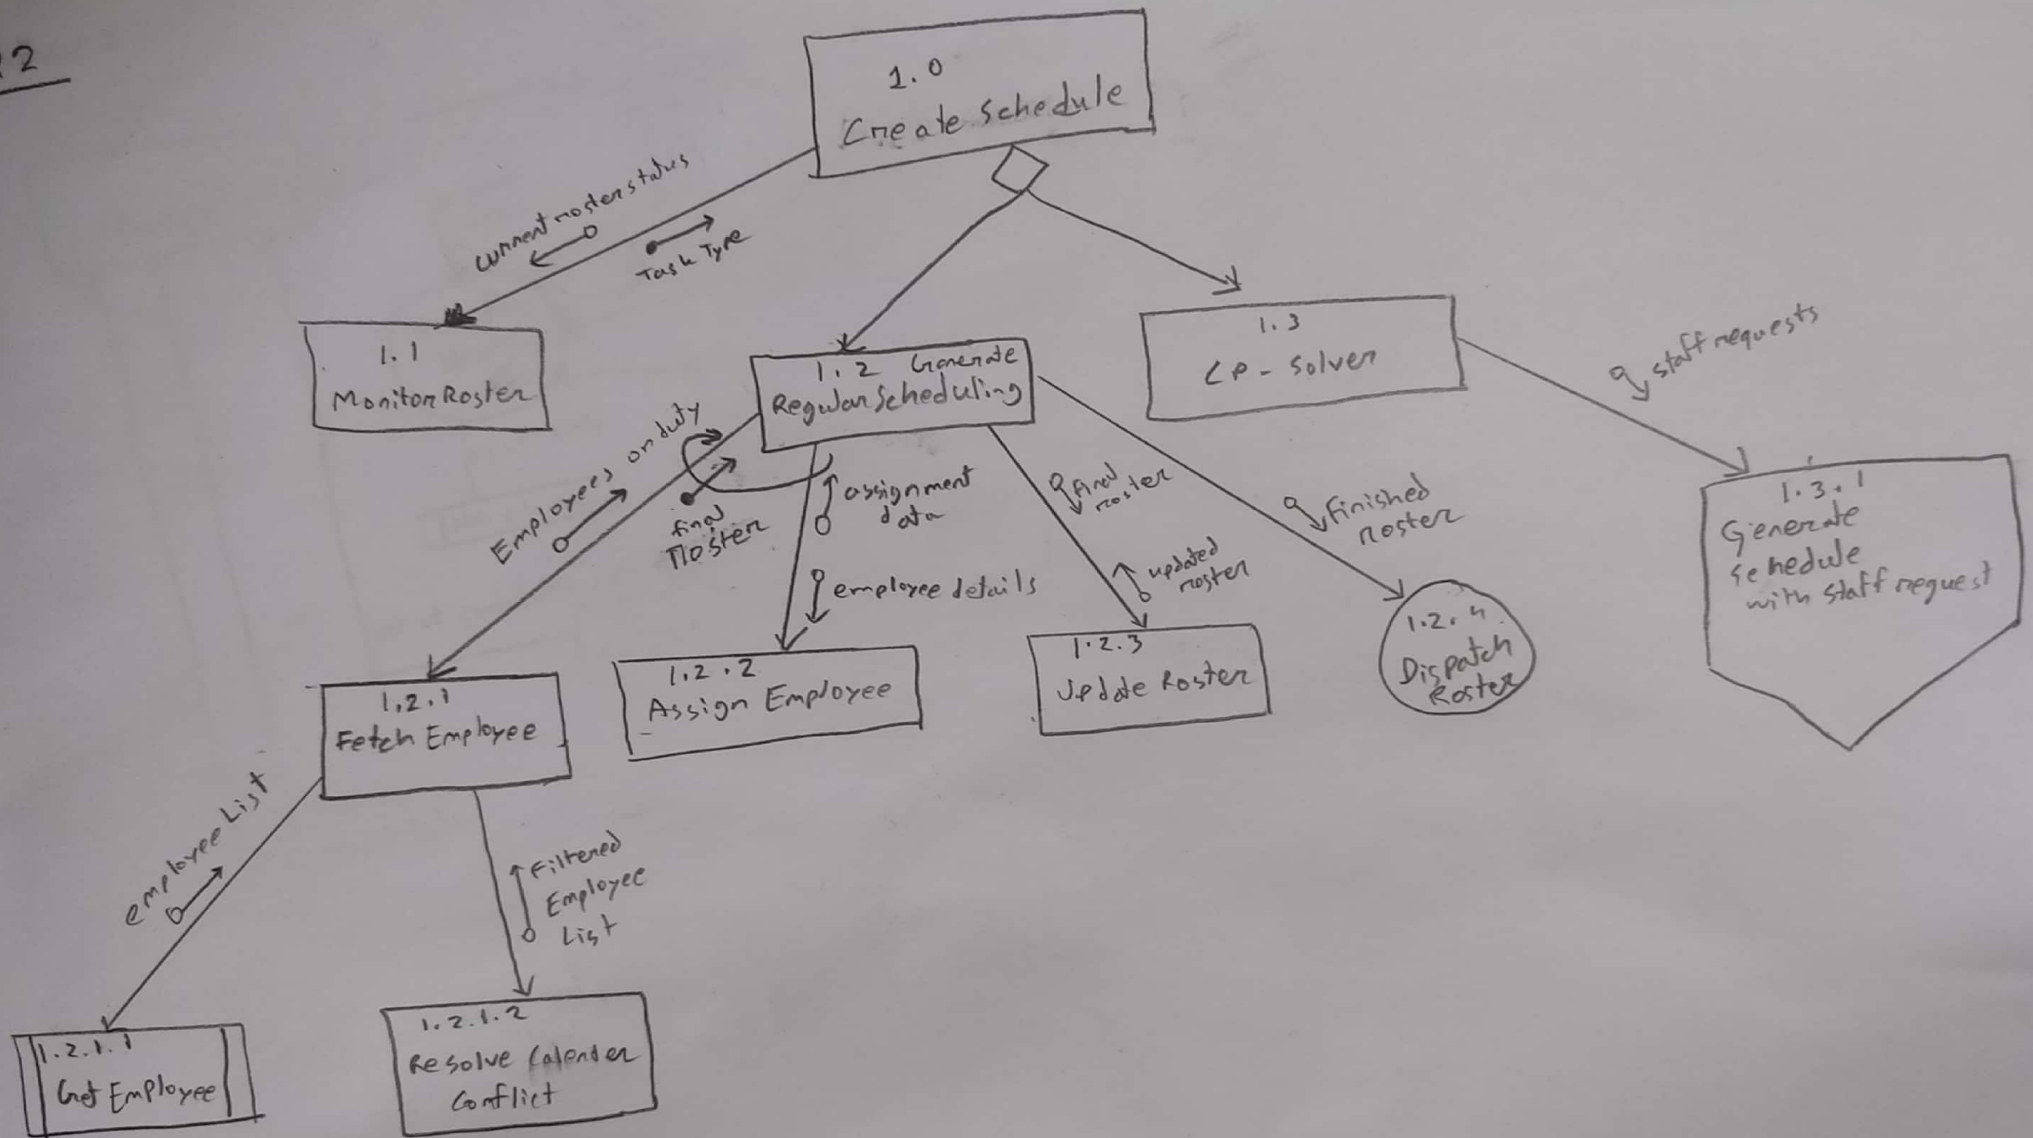 2
1.0
Create Schedule
current roster status
Task Type
1.1
Monitor Roster
1.2 Generate
Regular Scheduling
1.3
CP - Solver
staff requests
Employees on duty
final
roster
assignment
data
employee details
final
roster
updated
roster
Finished
roster
1.3.1
Generate
schedule
with staff request
1.2.1
Fetch Employee
1.2.2
Assign Employee
1.2.3
Update Roster
1.2.4
Dispatch
Roster
employee List
Filtered
Employee
List
1.2.1.1
Get Employee
1.2.1.2
Resolve Calender
Conflict